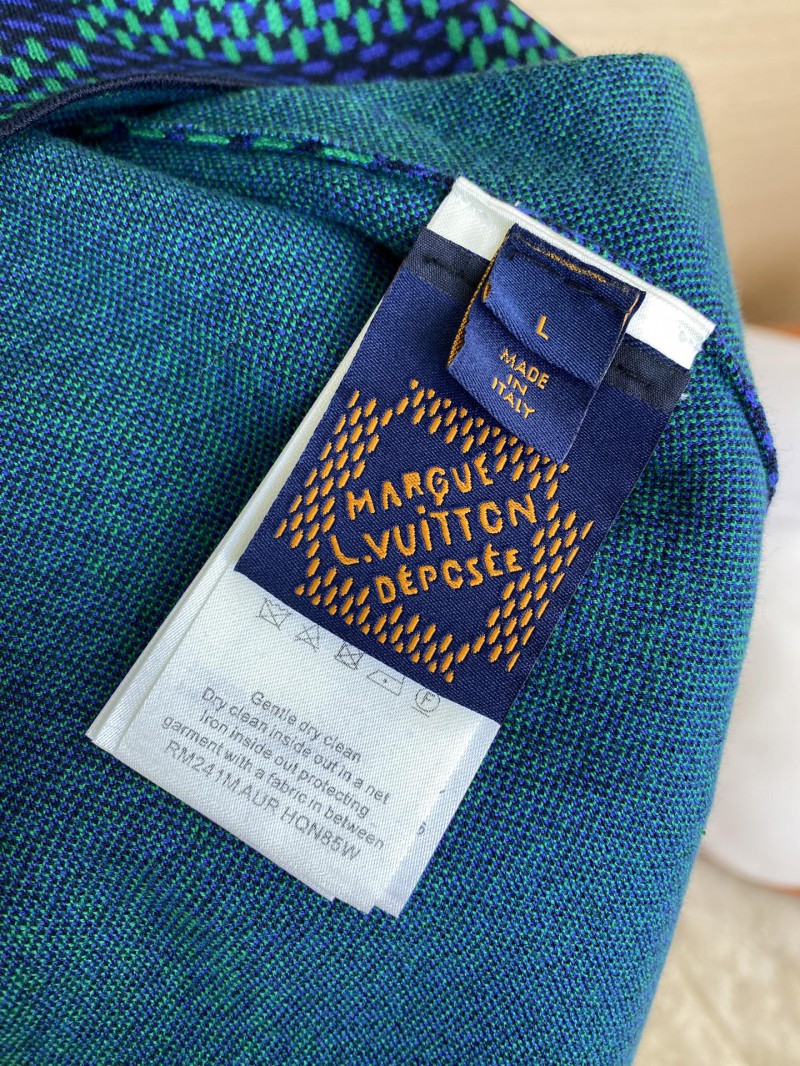 L
MADE
IN
ITALY
MARQUE
L.VUITTON
DÉPOSÉE
F
Gentle dry clean
Dry clean inside out in a net
Iron inside out protecting
garment with a fabric in between
RM241M AUR HQN85W